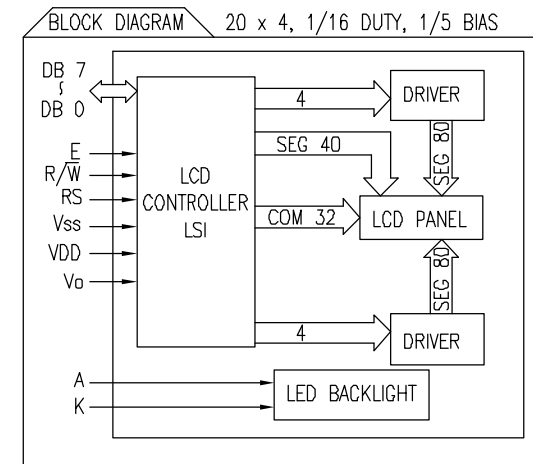 BLOCK DIAGRAM 20 x 4, 1/16 DUTY, 1/5 BIAS
DB 7
∫
DB 0
E
R/W̅
RS
Vss
VDD
Vo
A
K
LCD
CONTROLLER
LSI
4
SEG 40
COM 32
4
DRIVER
SEG 80
LCD PANEL
SEG 80
DRIVER
LED BACKLIGHT